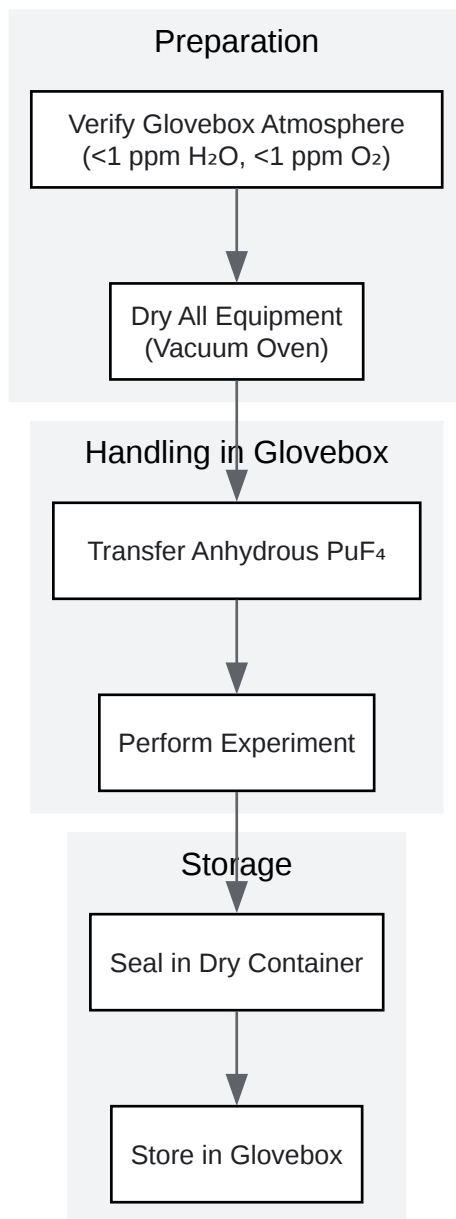 Preparation
Verify Glovebox Atmosphere
(<1 ppm H₂O, <1 ppm O₂)
Dry All Equipment
(Vacuum Oven)
Handling in Glovebox
Transfer Anhydrous PuF₄
Perform Experiment
Storage
Seal in Dry Container
Store in Glovebox